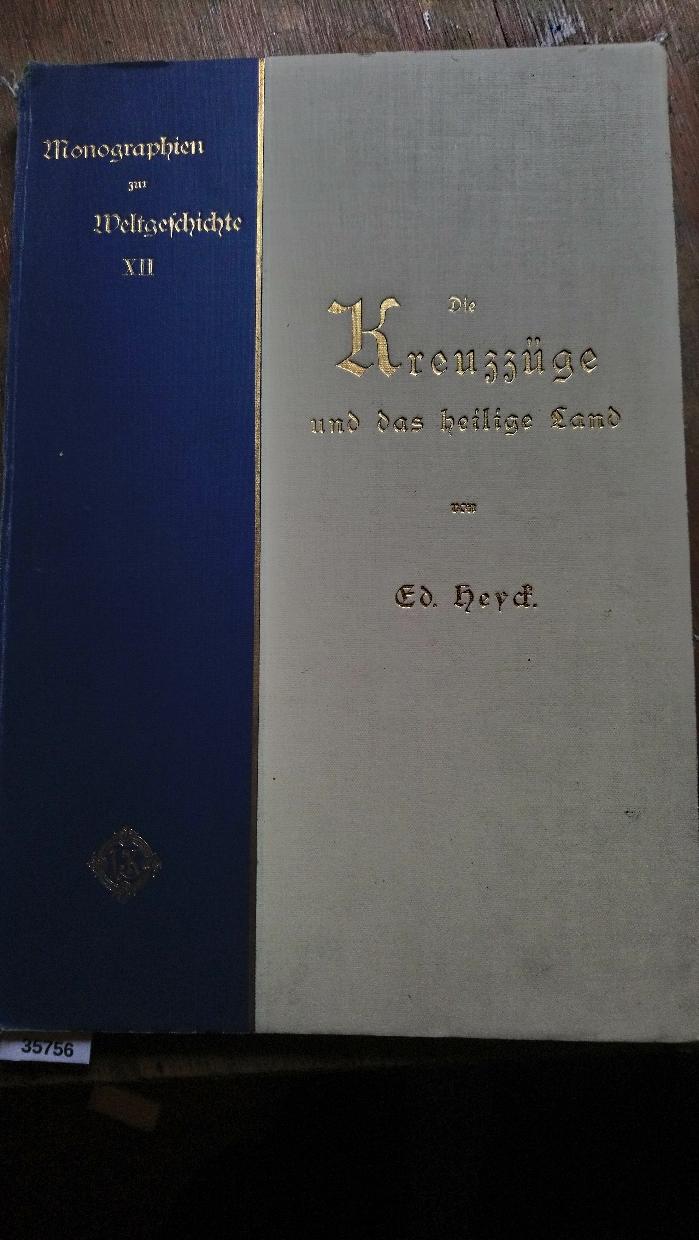 Monographien
zur
Weltgeſchichte
XII
Die
Kreuzzüge
und das heilige Land
von
Ed. Heyck.
35756